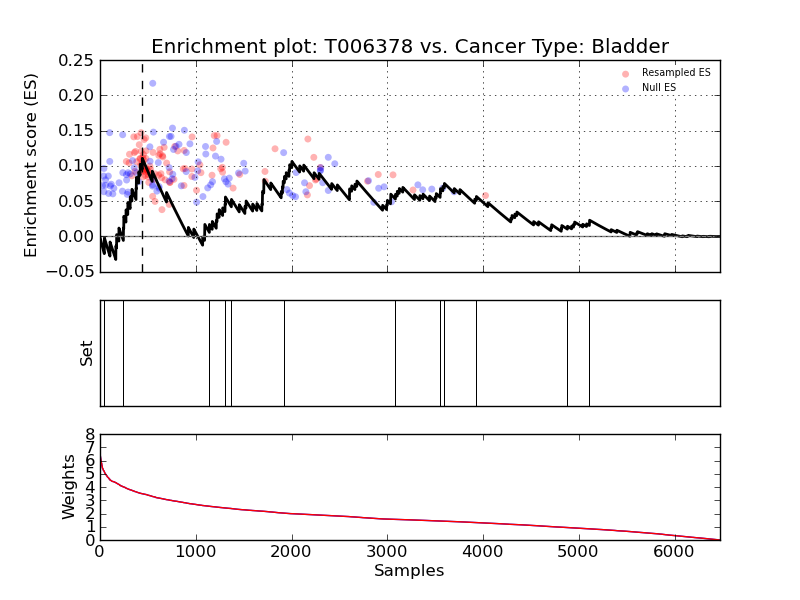 Enrichment plot: T006378 vs. Cancer Type: Bladder
0.25
0.20
0.15
0.10
0.05
0.00
−0.05
Enrichment score (ES)
Resampled ES
Null ES
Set
8
7
6
5
4
3
2
1
0
Weights
0 1000 2000 3000 4000 5000 6000
Samples